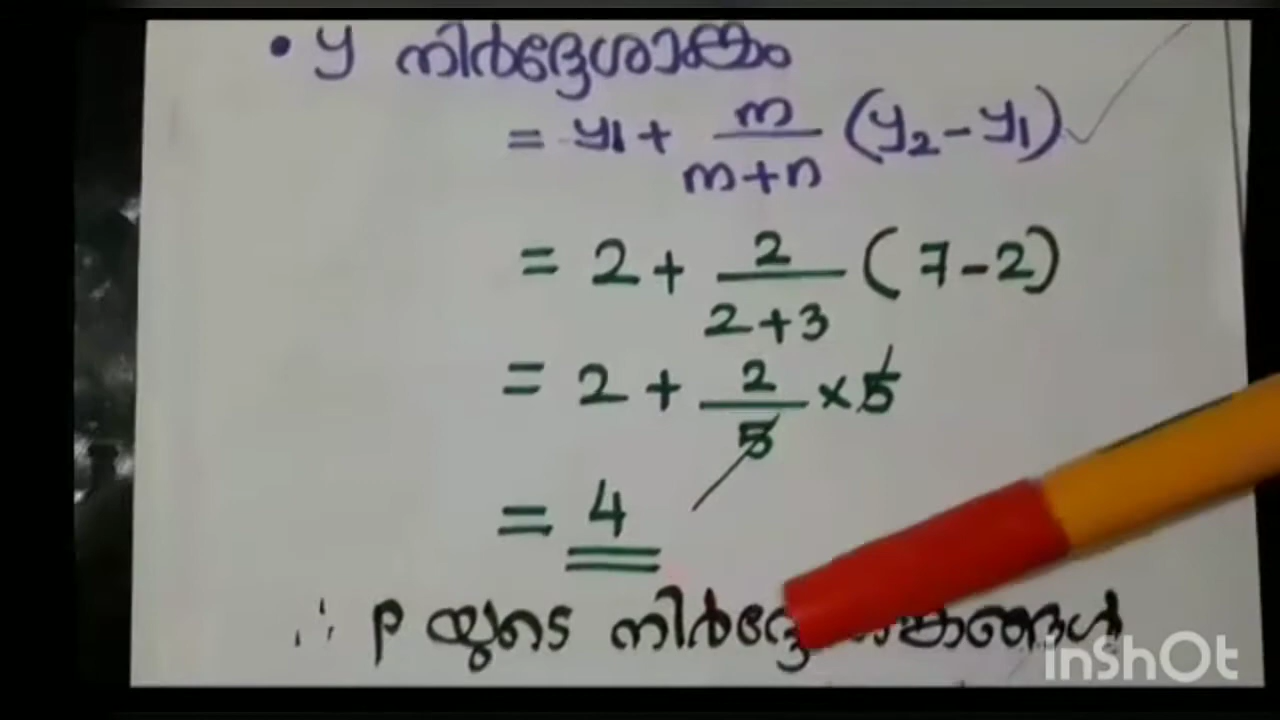 • y നിർദ്ദേശാങ്കം
= y₁ + m/(m+n) (y₂ - y₁)
= 2 + 2/(2+3) (7-2)
= 2 + 2/5 × 5
= 4
∴ P യുടെ
inShOt